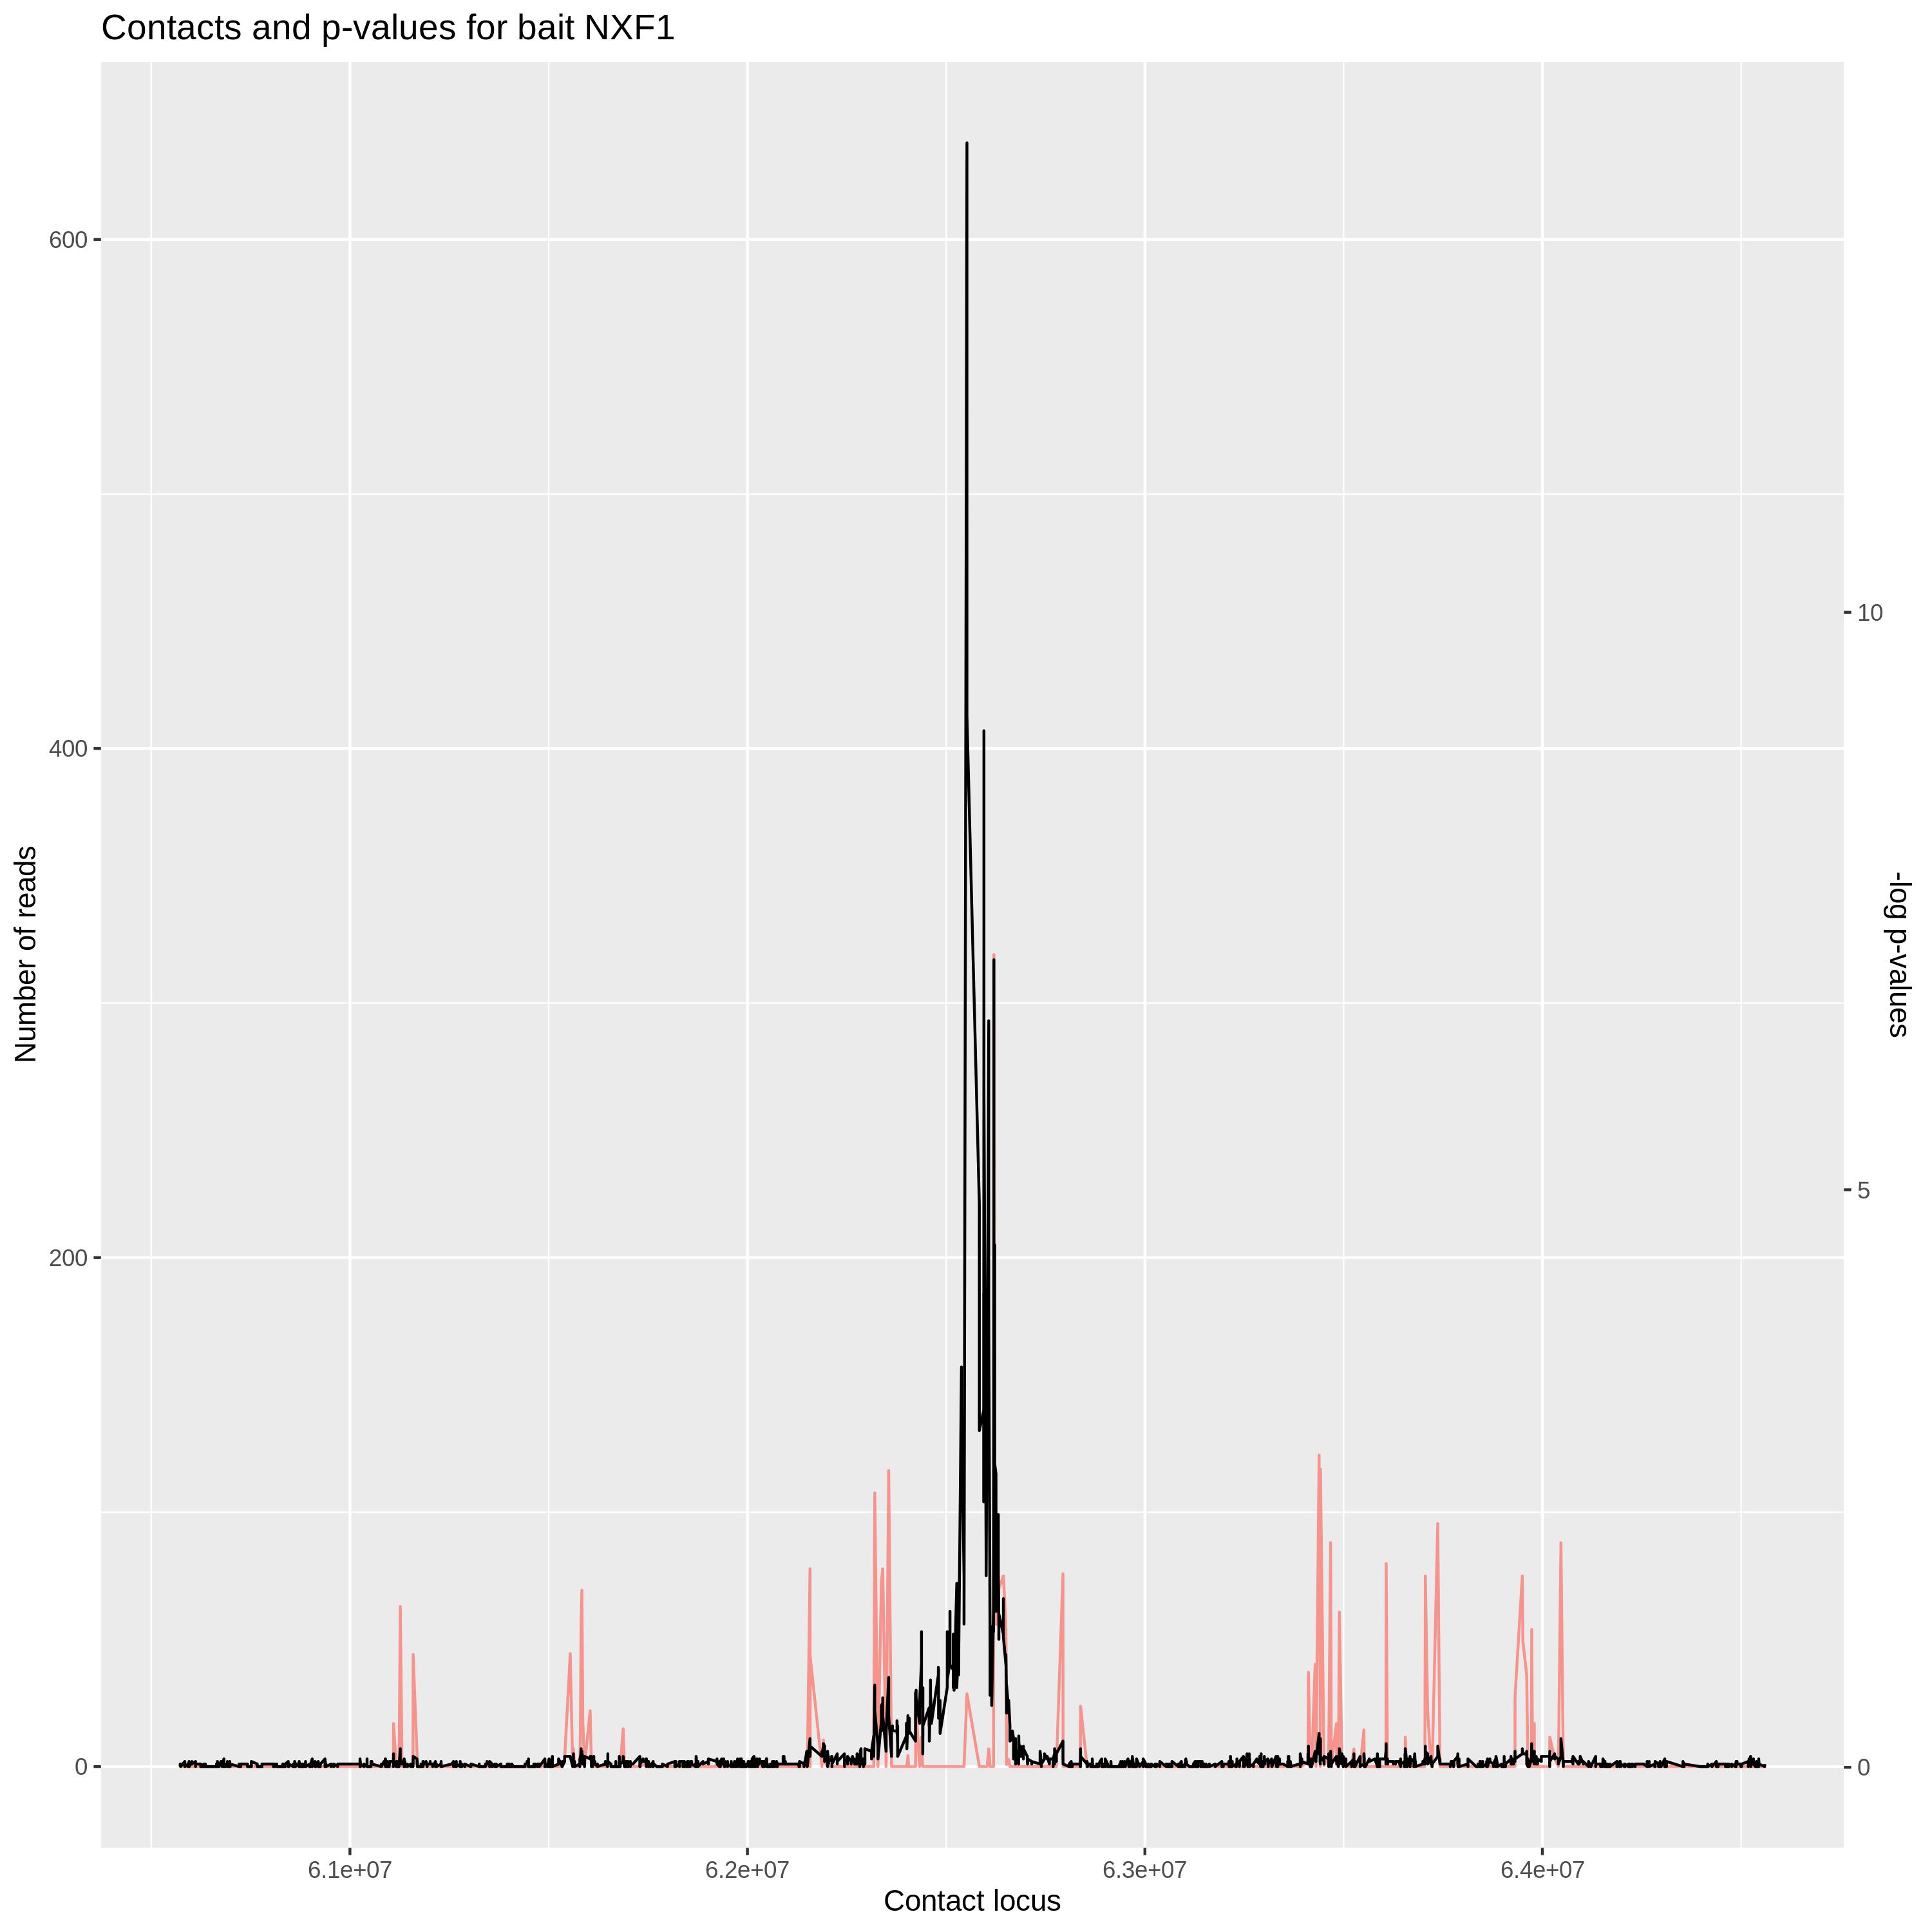 Contacts and p-values for bait NXF1
600
400
200
0
Number of reads
10
5
0
-log p-values
6.1e+07
6.2e+07
6.3e+07
6.4e+07
Contact locus